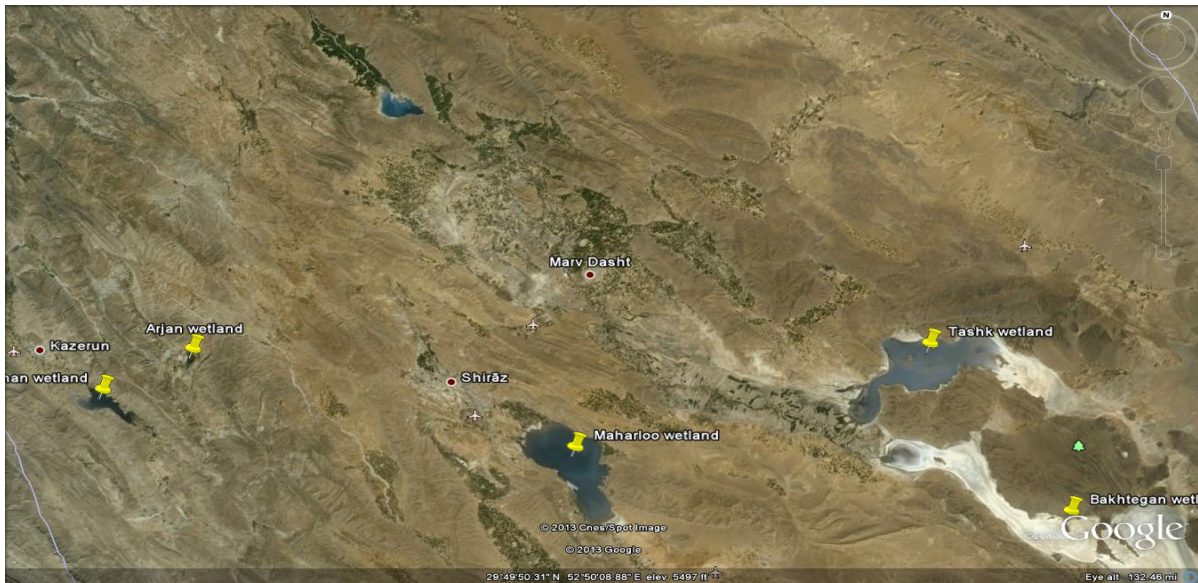 N
Marv Dasht
Arjan wetland
Kazerun
Tashk wetland
nan wetland
Shirāz
Maharloo wetland
Bakhtegan wetl
© 2013 Cnes/Spot Image
Google
© 2013 Google
29°49'50.31" N 52°50'08.88" E elev 5497 ft
Eye alt 132.46 mi